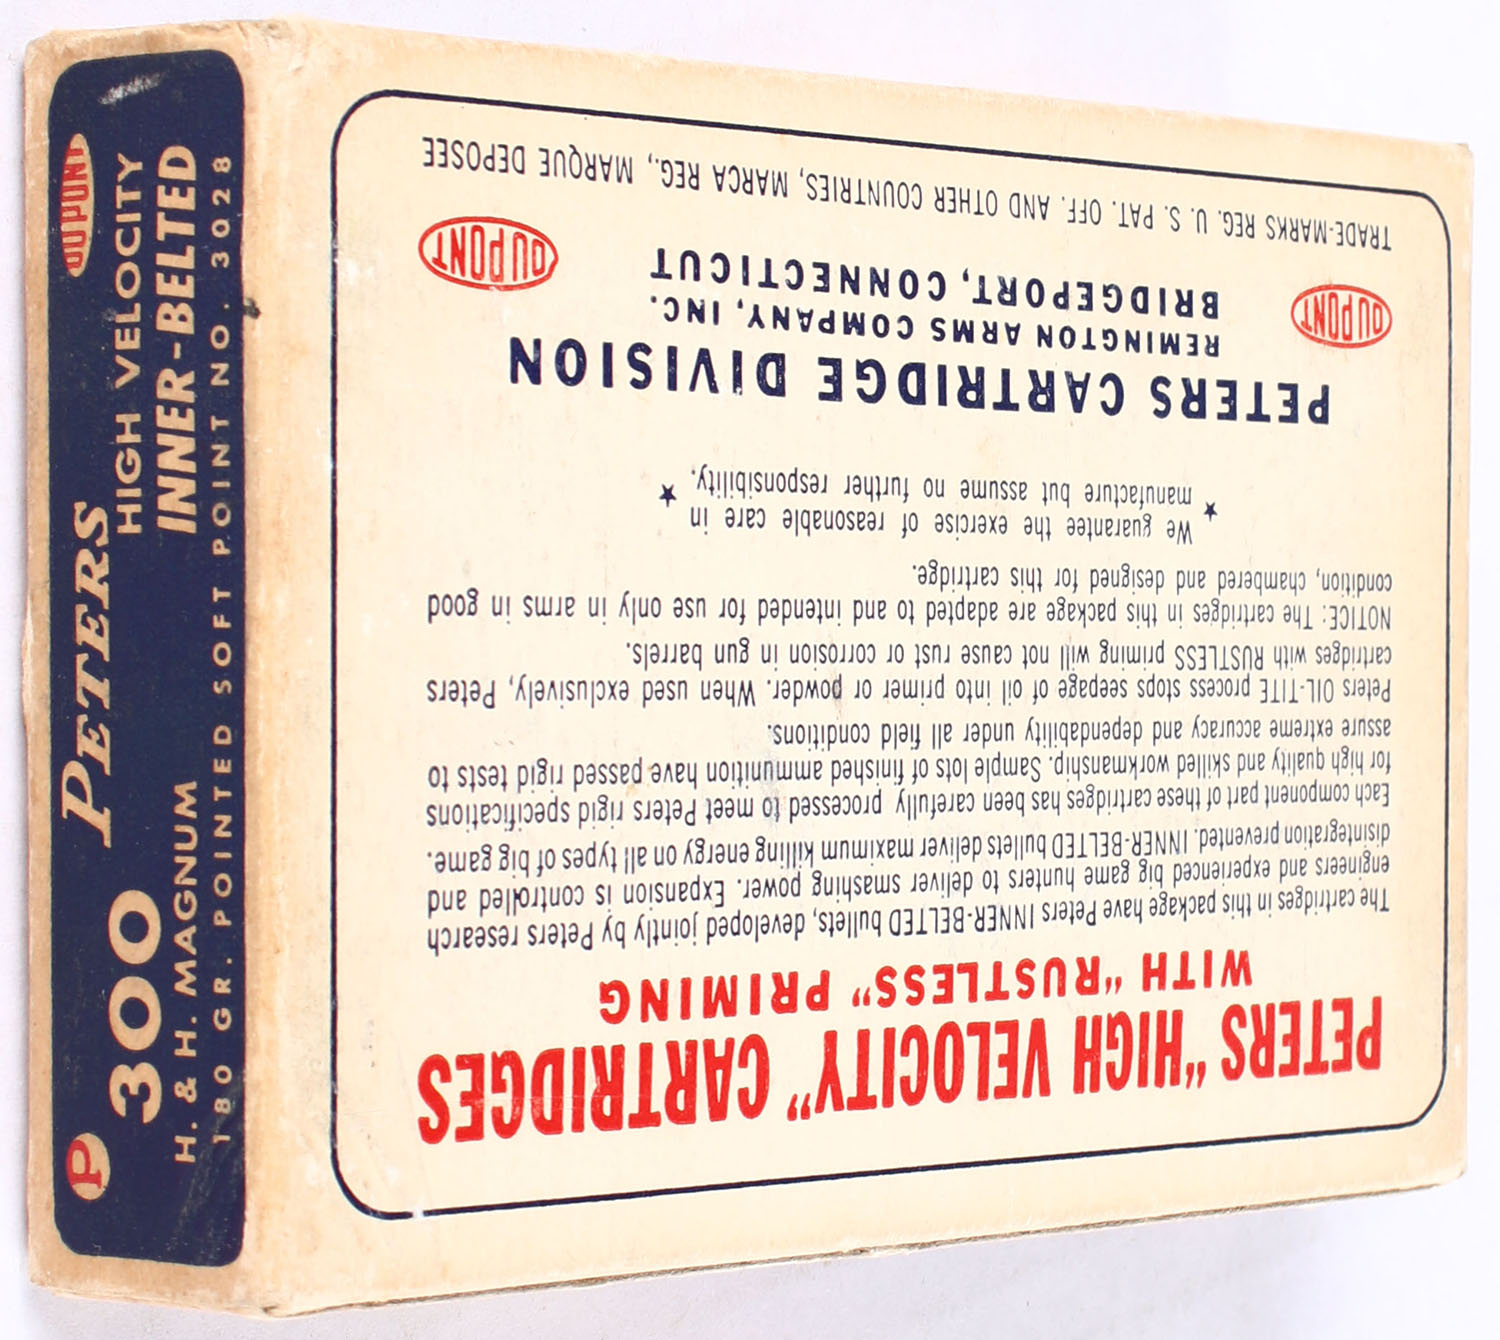 P
300
H. & H. MAGNUM
180 GR. POINTED SOFT POINT NO. 3028
PETERS
HIGH VELOCITY
INNER-BELTED
DU PONT
PETERS "HIGH VELOCITY" CARTRIDGES
WITH "RUSTLESS" PRIMING
The cartridges in this package have Peters INNER-BELTED bullets, developed jointly by Peters research
engineers and experienced big game hunters to deliver smashing power. Expansion is controlled and
disintegration prevented. INNER-BELTED bullets deliver maximum killing energy on all types of big game.
Each component part of these cartridges has been carefully processed to meet Peters rigid specifications
for high quality and skilled workmanship. Sample lots of finished ammunition have passed rigid tests to
assure extreme accuracy and dependability under all field conditions.
Peters OIL-TITE process stops seepage of oil into primer or powder. When used exclusively, Peters
cartridges with RUSTLESS priming will not cause rust or corrosion in gun barrels.
NOTICE: The cartridges in this package are adapted to and intended for use only in arms in good
condition, chambered and designed for this cartridge.
★ We guarantee the exercise of reasonable care in
manufacture but assume no further responsibility. ★
PETERS CARTRIDGE DIVISION
REMINGTON ARMS COMPANY, INC.
BRIDGEPORT, CONNECTICUT
DU PONT
DU PONT
TRADE-MARKS REG. U. S. PAT. OFF. AND OTHER COUNTRIES, MARCA REG., MARQUE DEPOSEE